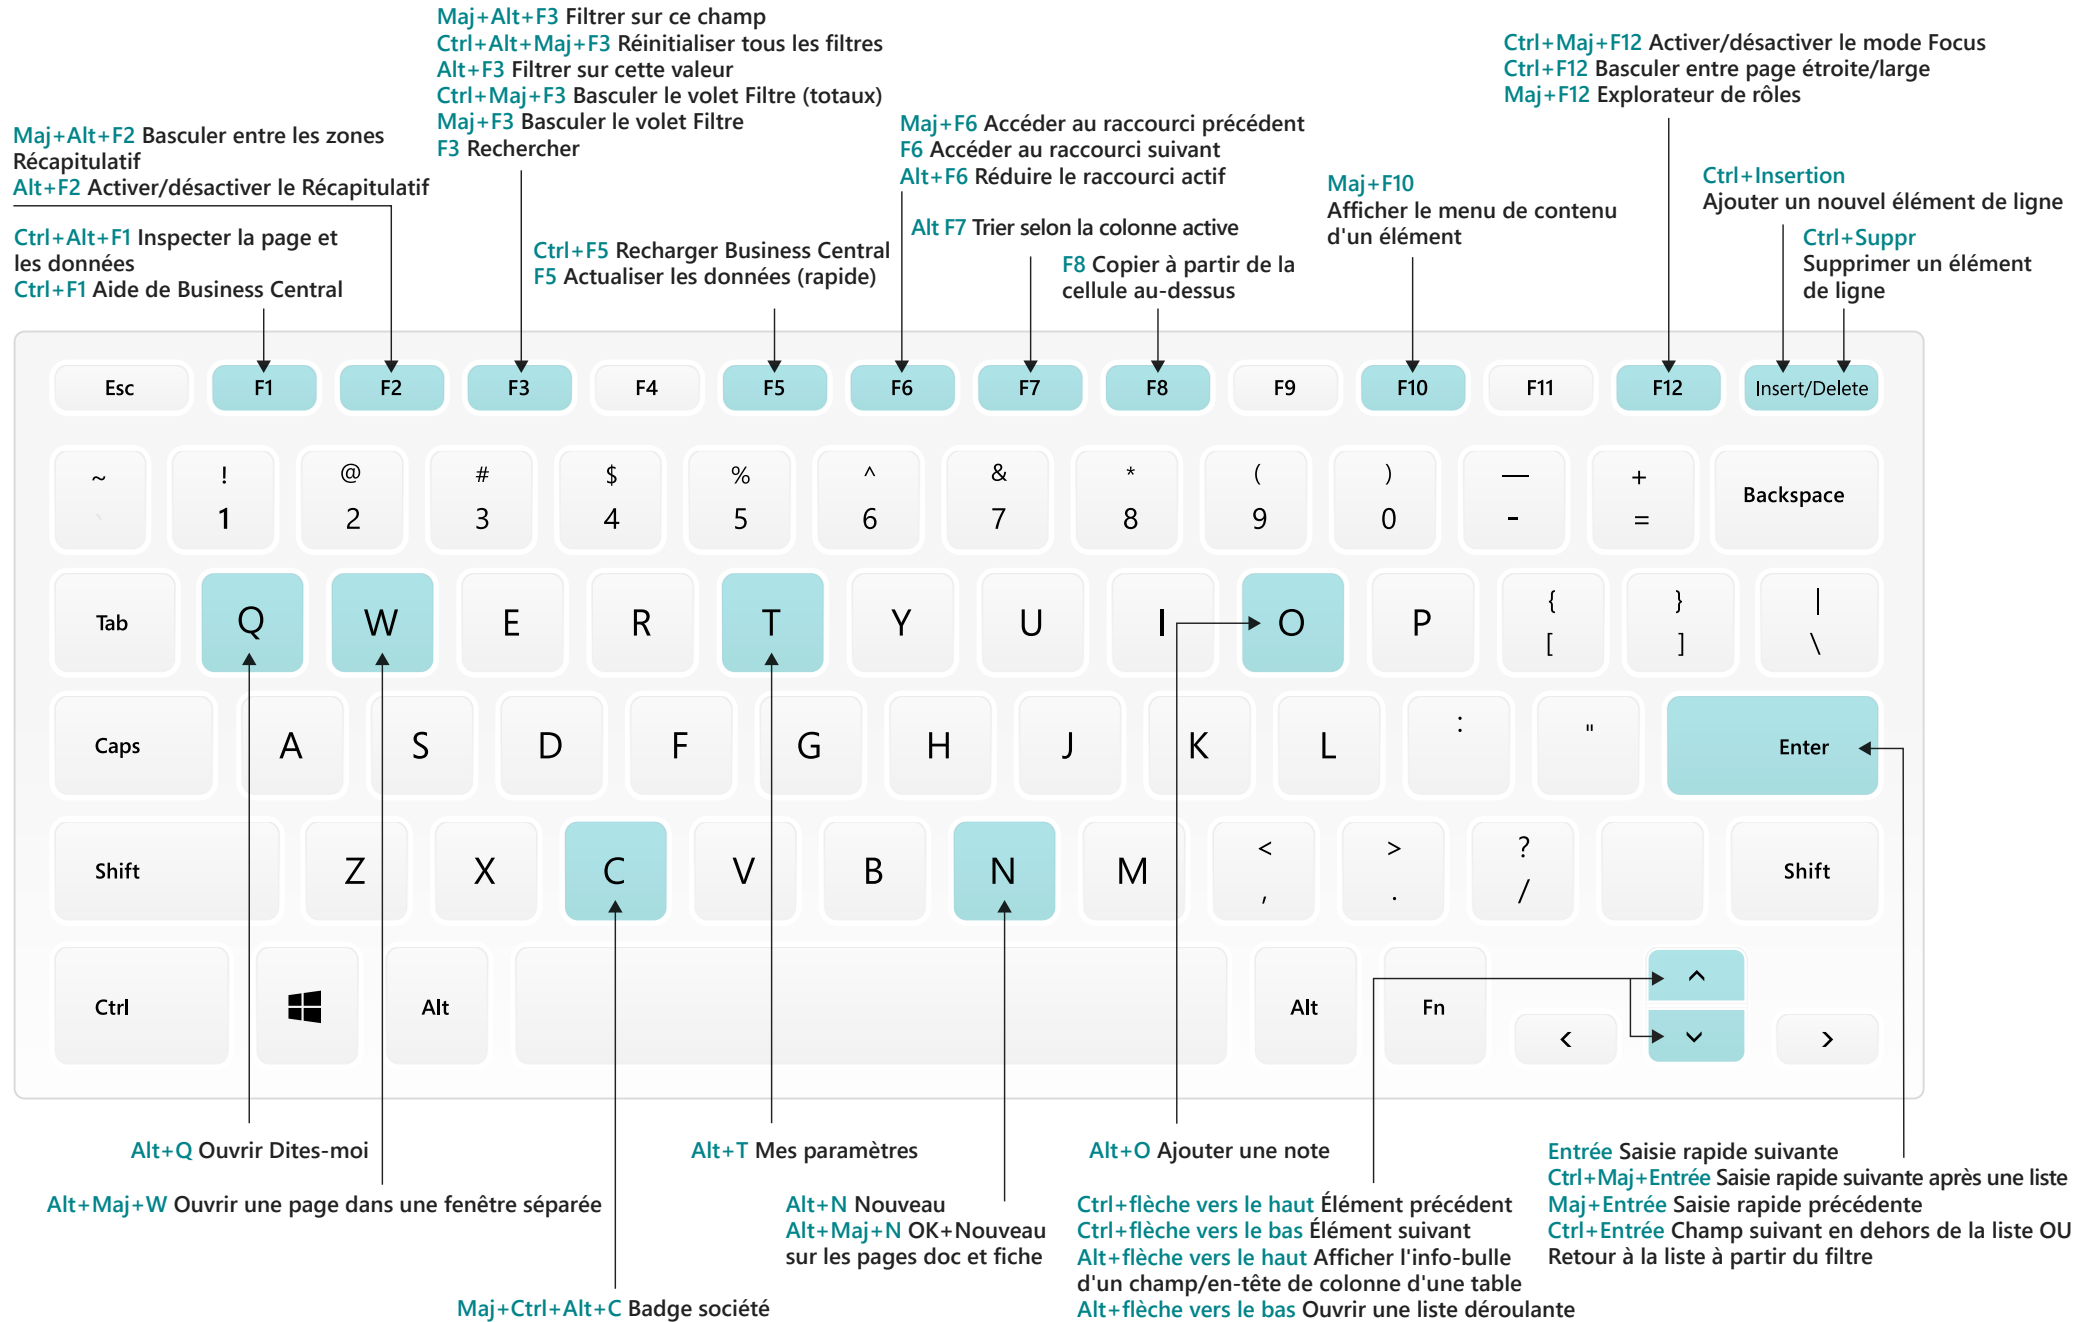 Maj+Alt+F3 Filtrer sur ce champ
Ctrl+Alt+Maj+F3 Réinitialiser tous les filtres
Alt+F3 Filtrer sur cette valeur
Ctrl+Maj+F3 Basculer le volet Filtre (totaux)
Maj+F3 Basculer le volet Filtre
F3 Rechercher
Ctrl+Maj+F12 Activer/désactiver le mode Focus
Ctrl+F12 Basculer entre page étroite/large
Maj+F12 Explorateur de rôles
Maj+Alt+F2 Basculer entre les zones
Récapitulatif
Alt+F2 Activer/désactiver le Récapitulatif
Maj+F6 Accéder au raccourci précédent
F6 Accéder au raccourci suivant
Alt+F6 Réduire le raccourci actif
Maj+F10
Afficher le menu de contenu
d'un élément
Ctrl+Insertion
Ajouter un nouvel élément de ligne
Ctrl+Alt+F1 Inspecter la page et
les données
Ctrl+F1 Aide de Business Central
Ctrl+F5 Recharger Business Central
F5 Actualiser les données (rapide)
Alt F7 Trier selon la colonne active
F8 Copier à partir de la
cellule au-dessus
Ctrl+Suppr
Supprimer un élément
de ligne
Esc F1 F2 F3 F4 F5 F6 F7 F8 F9 F10 F11 F12 Insert/Delete
~ ! @ # $ % ^ & * ( ) — +
` 1 2 3 4 5 6 7 8 9 0 - = Backspace
Tab Q W E R T Y U I O P { [ } ] | \
Caps A S D F G H J K L : " Enter
Shift Z X C V B N M < , > . ? / Shift
Ctrl Alt Alt Fn < ^ ⌄ >
Alt+Q Ouvrir Dites-moi
Alt+Maj+W Ouvrir une page dans une fenêtre séparée
Maj+Ctrl+Alt+C Badge société
Alt+T Mes paramètres
Alt+N Nouveau
Alt+Maj+N OK+Nouveau
sur les pages doc et fiche
Alt+O Ajouter une note
Ctrl+flèche vers le haut Élément précédent
Ctrl+flèche vers le bas Élément suivant
Alt+flèche vers le haut Afficher l'info-bulle
d'un champ/en-tête de colonne d'une table
Alt+flèche vers le bas Ouvrir une liste déroulante
Entrée Saisie rapide suivante
Ctrl+Maj+Entrée Saisie rapide suivante après une liste
Maj+Entrée Saisie rapide précédente
Ctrl+Entrée Champ suivant en dehors de la liste OU
Retour à la liste à partir du filtre